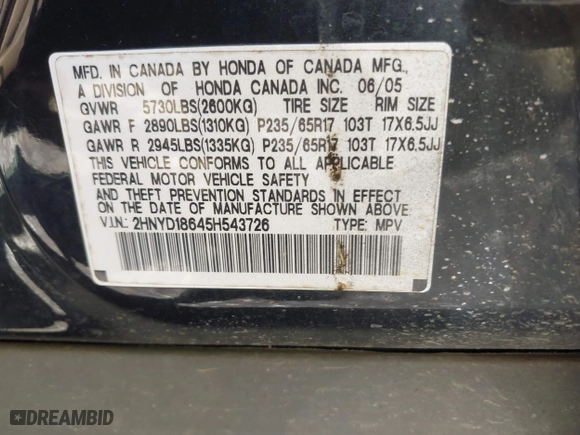 MFD. IN CANADA BY HONDA OF CANADA MFG.,
A DIVISION OF HONDA CANADA INC. 06/05
GVWR 5730LBS(2600KG) TIRE SIZE RIM SIZE
GAWR F 2890LBS(1310KG) P235/65R17 103T 17X6.5JJ
GAWR R 2945LBS(1335KG) P235/65R17 103T 17X6.5JJ
THIS VEHICLE CONFORMS TO ALL APPLICABLE
FEDERAL MOTOR VEHICLE SAFETY
AND THEFT PREVENTION STANDARDS IN EFFECT
ON THE DATE OF MANUFACTURE SHOWN ABOVE.
V.I.N.: 2HNYD18645H543726 TYPE: MPV
DREAMBID